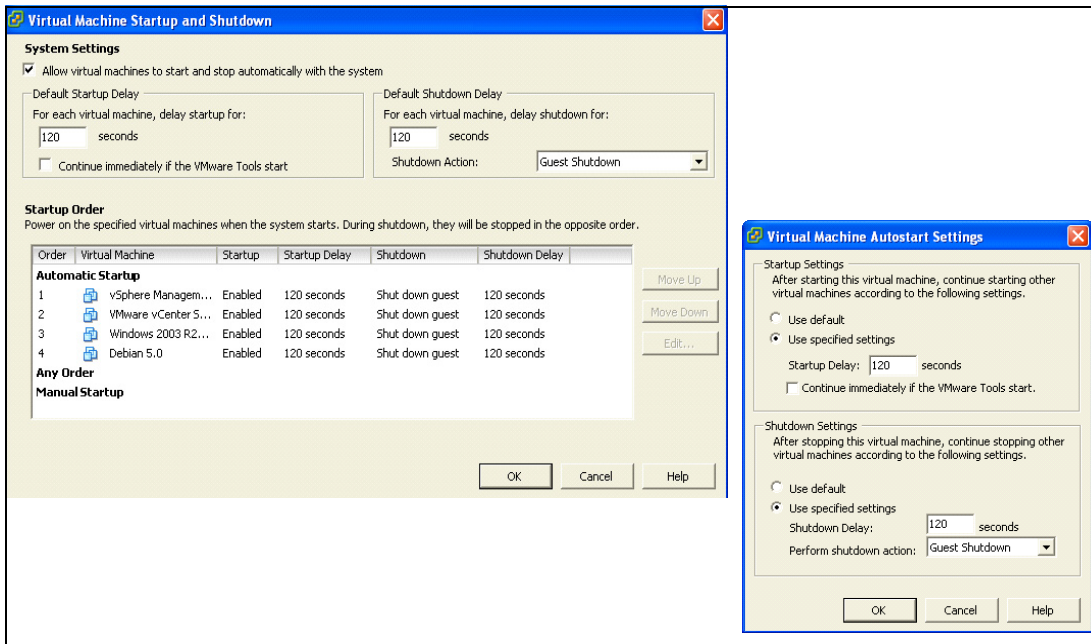 Virtual Machine Startup and Shutdown
System Settings
Allow virtual machines to start and stop automatically with the system
Default Startup Delay
For each virtual machine, delay startup for:
120 seconds
Continue immediately if the VMware Tools start
Default Shutdown Delay
For each virtual machine, delay shutdown for:
120 seconds
Shutdown Action: Guest Shutdown
Startup Order
Power on the specified virtual machines when the system starts. During shutdown, they will be stopped in the opposite order.
Order Virtual Machine Startup Startup Delay Shutdown Shutdown Delay
Automatic Startup
1 vSphere Managem... Enabled 120 seconds Shut down guest 120 seconds
2 VMware vCenter S... Enabled 120 seconds Shut down guest 120 seconds
3 Windows 2003 R2... Enabled 120 seconds Shut down guest 120 seconds
4 Debian 5.0 Enabled 120 seconds Shut down guest 120 seconds
Any Order
Manual Startup
Move Up
Move Down
Edit...
OK Cancel Help
Virtual Machine Autostart Settings
Startup Settings
After starting this virtual machine, continue starting other
virtual machines according to the following settings.
Use default
Use specified settings
Startup Delay: 120 seconds
Continue immediately if the VMware Tools start.
Shutdown Settings
After stopping this virtual machine, continue stopping other
virtual machines according to the following settings.
Use default
Use specified settings
Shutdown Delay: 120 seconds
Perform shutdown action: Guest Shutdown
OK Cancel Help